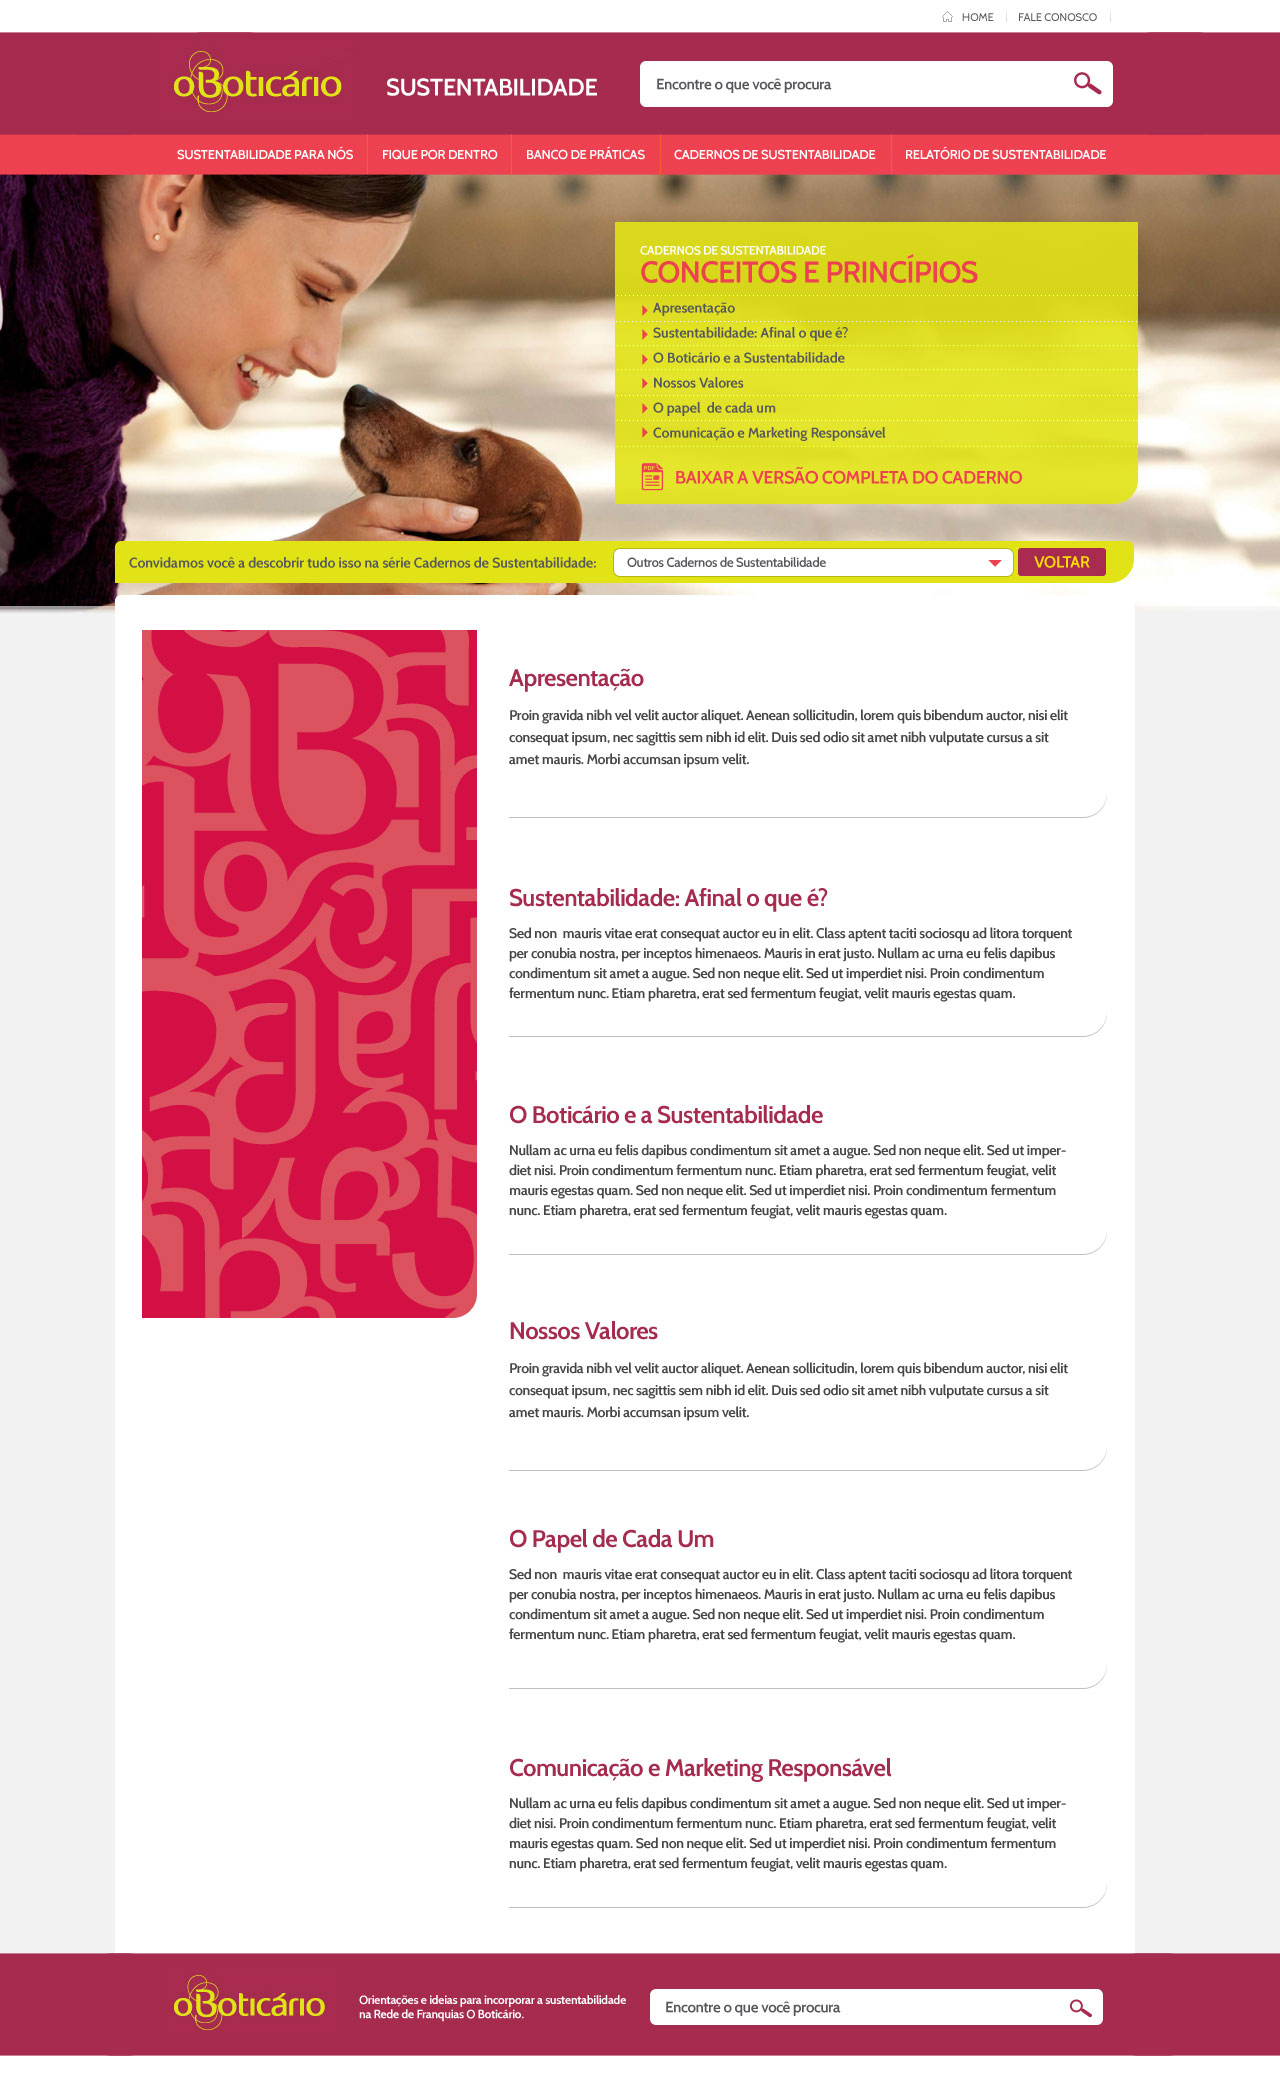 HOME
FALE CONOSCO
oBoticário
SUSTENTABILIDADE
Encontre o que você procura
SUSTENTABILIDADE PARA NÓS
FIQUE POR DENTRO
BANCO DE PRÁTICAS
CADERNOS DE SUSTENTABILIDADE
RELATÓRIO DE SUSTENTABILIDADE
CADERNOS DE SUSTENTABILIDADE
CONCEITOS E PRINCÍPIOS
Apresentação
Sustentabilidade: Afinal o que é?
O Boticário e a Sustentabilidade
Nossos Valores
O papel  de cada um
Comunicação e Marketing Responsável
PDF
BAIXAR A VERSÃO COMPLETA DO CADERNO
Convidamos você a descobrir tudo isso na série Cadernos de Sustentabilidade:
Outros Cadernos de Sustentabilidade
VOLTAR
Apresentação
Proin gravida nibh vel velit auctor aliquet. Aenean sollicitudin, lorem quis bibendum auctor, nisi elit
consequat ipsum, nec sagittis sem nibh id elit. Duis sed odio sit amet nibh vulputate cursus a sit
amet mauris. Morbi accumsan ipsum velit.
Sustentabilidade: Afinal o que é?
Sed non  mauris vitae erat consequat auctor eu in elit. Class aptent taciti sociosqu ad litora torquent
per conubia nostra, per inceptos himenaeos. Mauris in erat justo. Nullam ac urna eu felis dapibus
condimentum sit amet a augue. Sed non neque elit. Sed ut imperdiet nisi. Proin condimentum
fermentum nunc. Etiam pharetra, erat sed fermentum feugiat, velit mauris egestas quam.
O Boticário e a Sustentabilidade
Nullam ac urna eu felis dapibus condimentum sit amet a augue. Sed non neque elit. Sed ut imper-
diet nisi. Proin condimentum fermentum nunc. Etiam pharetra, erat sed fermentum feugiat, velit
mauris egestas quam. Sed non neque elit. Sed ut imperdiet nisi. Proin condimentum fermentum
nunc. Etiam pharetra, erat sed fermentum feugiat, velit mauris egestas quam.
Nossos Valores
Proin gravida nibh vel velit auctor aliquet. Aenean sollicitudin, lorem quis bibendum auctor, nisi elit
consequat ipsum, nec sagittis sem nibh id elit. Duis sed odio sit amet nibh vulputate cursus a sit
amet mauris. Morbi accumsan ipsum velit.
O Papel de Cada Um
Sed non  mauris vitae erat consequat auctor eu in elit. Class aptent taciti sociosqu ad litora torquent
per conubia nostra, per inceptos himenaeos. Mauris in erat justo. Nullam ac urna eu felis dapibus
condimentum sit amet a augue. Sed non neque elit. Sed ut imperdiet nisi. Proin condimentum
fermentum nunc. Etiam pharetra, erat sed fermentum feugiat, velit mauris egestas quam.
Comunicação e Marketing Responsável
Nullam ac urna eu felis dapibus condimentum sit amet a augue. Sed non neque elit. Sed ut imper-
diet nisi. Proin condimentum fermentum nunc. Etiam pharetra, erat sed fermentum feugiat, velit
mauris egestas quam. Sed non neque elit. Sed ut imperdiet nisi. Proin condimentum fermentum
nunc. Etiam pharetra, erat sed fermentum feugiat, velit mauris egestas quam.
oBoticário
Orientações e ideias para incorporar a sustentabilidade
na Rede de Franquias O Boticário.
Encontre o que você procura